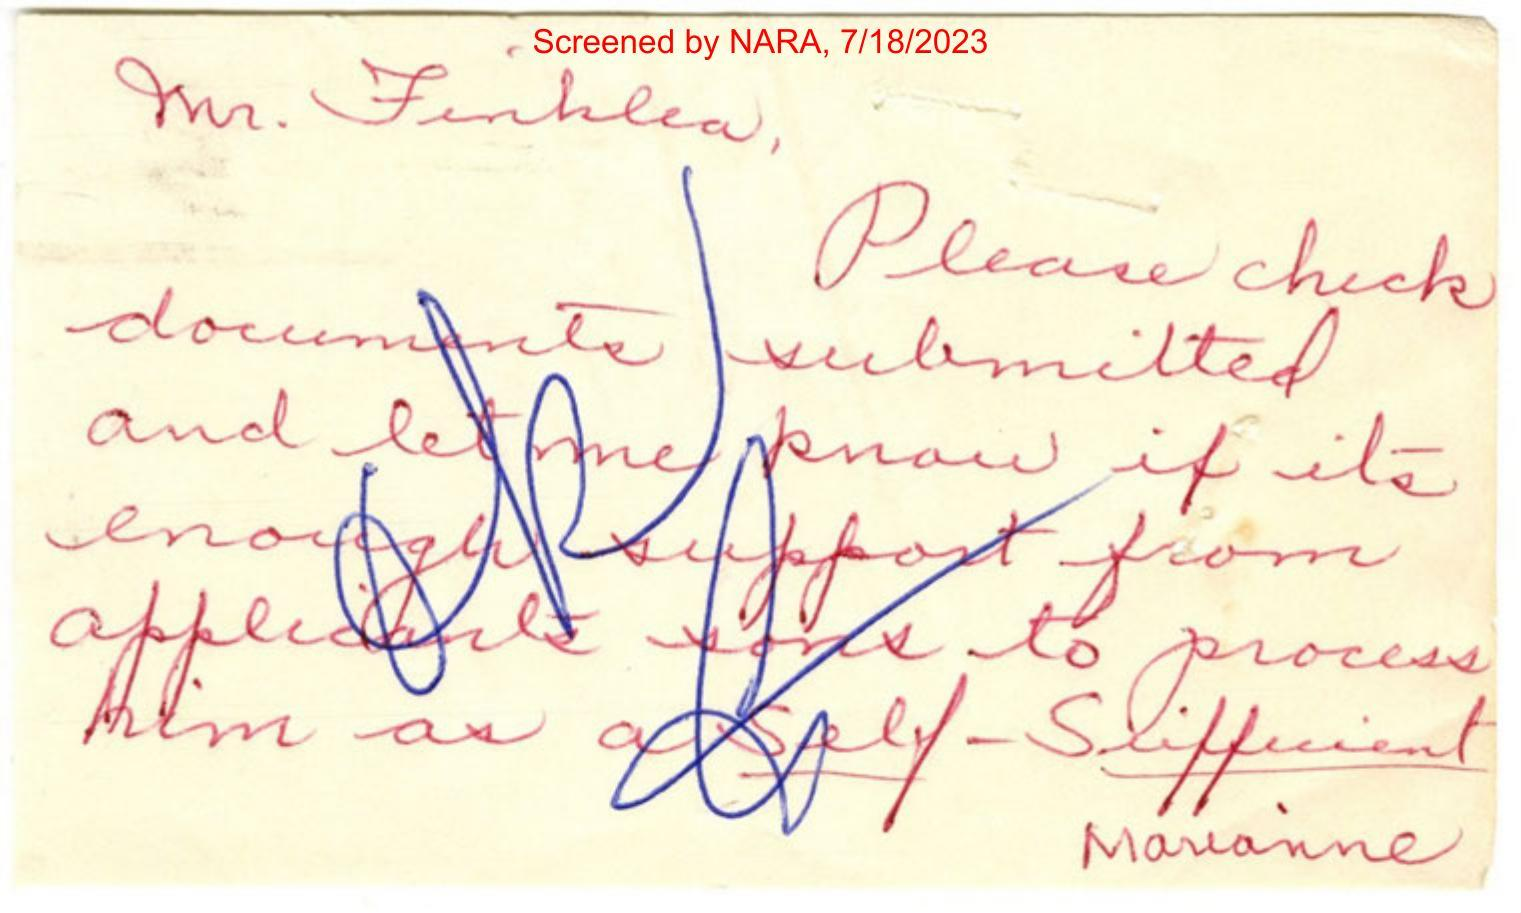 Screened by NARA, 7/18/2023
Mr. Finklea,
Please check
documents submitted
and let me know if its
enough support from
applicants sons to process
him as a Self-Sufficient
Marianne